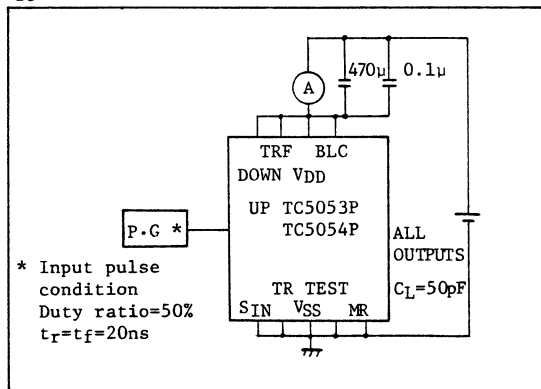 470μ 0.1μ
A
TRF BLC
DOWN VDD
UP TC5053P
TC5054P
P.G *
ALL
OUTPUTS
CL=50pF
* Input pulse
condition
Duty ratio=50%
tr=tf=20ns
TR TEST
SIN VSS MR